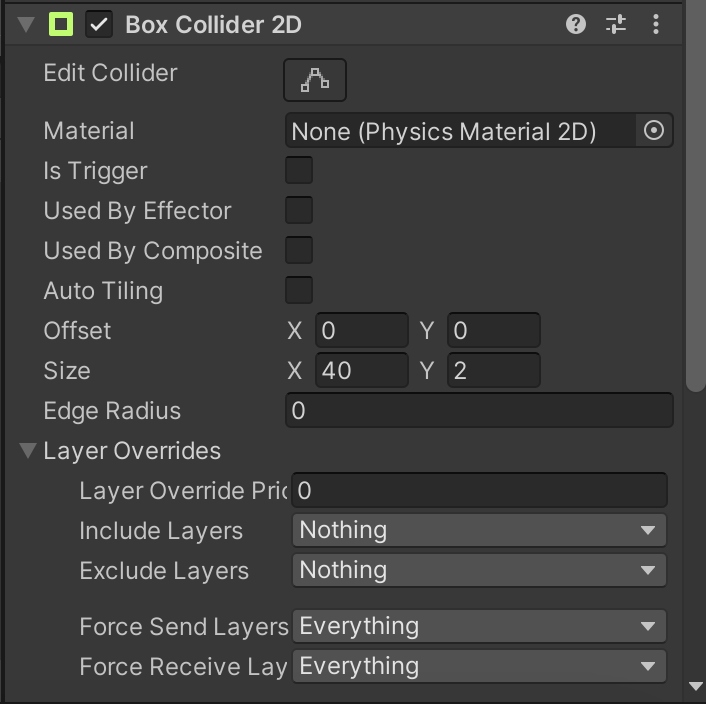 Box Collider 2D
Edit Collider
Material None (Physics Material 2D)
Is Trigger
Used By Effector
Used By Composite
Auto Tiling
Offset X 0 Y 0
Size X 40 Y 2
Edge Radius 0
Layer Overrides
Layer Override Pric 0
Include Layers Nothing
Exclude Layers Nothing
Force Send Layers Everything
Force Receive Lay Everything